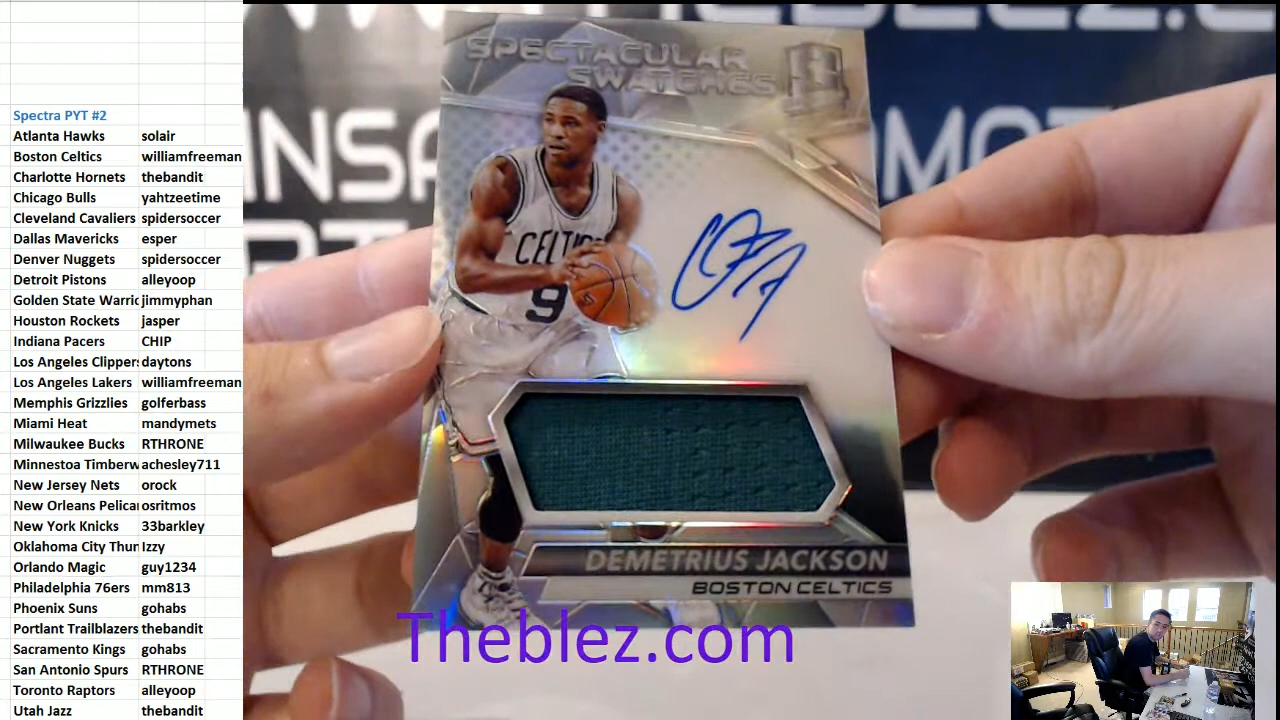 Spectra PYT #2
Atlanta Hawks solair
Boston Celtics williamfreeman
Charlotte Hornets thebandit
Chicago Bulls yahtzeetime
Cleveland Cavaliers spidersoccer
Dallas Mavericks esper
Denver Nuggets spidersoccer
Detroit Pistons alleyoop
Golden State Warric jimmyphan
Houston Rockets jasper
Indiana Pacers CHIP
Los Angeles Clippers daytons
Los Angeles Lakers williamfreeman
Memphis Grizzlies golferbass
Miami Heat mandymets
Milwaukee Bucks RTHRONE
Minnestoa Timberw achesley711
New Jersey Nets orock
New Orleans Pelica osritmos
New York Knicks 33barkley
Oklahoma City Thun Izzy
Orlando Magic guy1234
Philadelphia 76ers mm813
Phoenix Suns gohabs
Portlant Trailblazers thebandit
Sacramento Kings gohabs
San Antonio Spurs RTHRONE
Toronto Raptors alleyoop
Utah Jazz thebandit
SPECTACULAR
SWATCHES
CELTICS
9
DEMETRIUS JACKSON
BOSTON CELTICS
Theblez.com